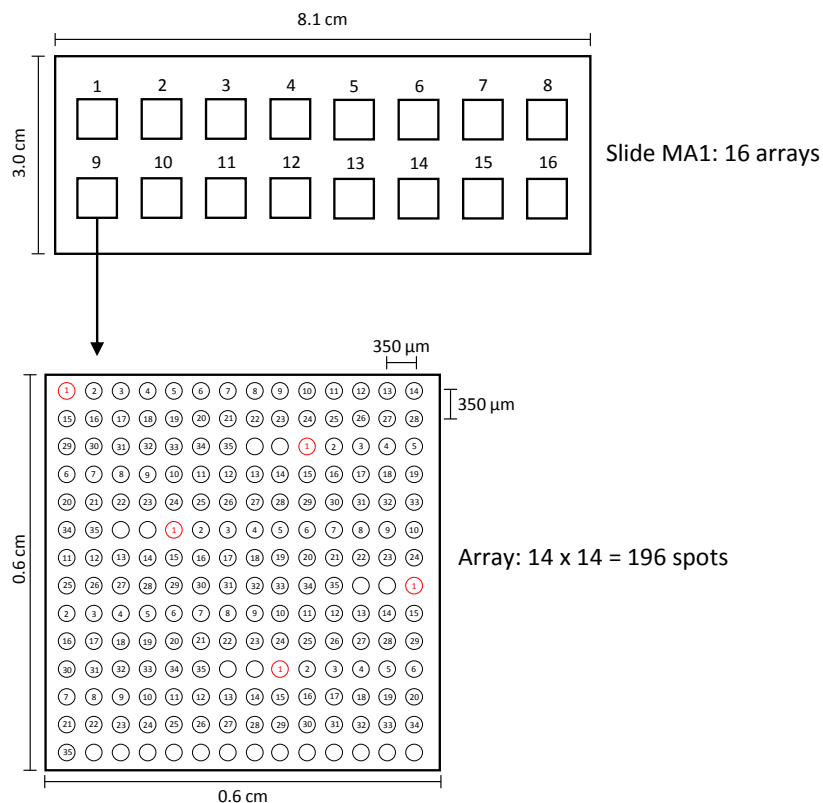 8.1 cm
3.0 cm
1 2 3 4 5 6 7 8
9 10 11 12 13 14 15 16
Slide MA1: 16 arrays
350 µm
350 µm
0.6 cm
1 2 3 4 5 6 7 8 9 10 11 12 13 14
15 16 17 18 19 20 21 22 23 24 25 26 27 28
29 30 31 32 33 34 35 1 2 3 4 5
6 7 8 9 10 11 12 13 14 15 16 17 18 19
20 21 22 23 24 25 26 27 28 29 30 31 32 33
34 35 1 2 3 4 5 6 7 8 9 10
11 12 13 14 15 16 17 18 19 20 21 22 23 24
25 26 27 28 29 30 31 32 33 34 35 1
2 3 4 5 6 7 8 9 10 11 12 13 14 15
16 17 18 19 20 21 22 23 24 25 26 27 28 29
30 31 32 33 34 35 1 2 3 4 5 6
7 8 9 10 11 12 13 14 15 16 17 18 19 20
21 22 23 24 25 26 27 28 29 30 31 32 33 34
35
Array: 14 x 14 = 196 spots
0.6 cm